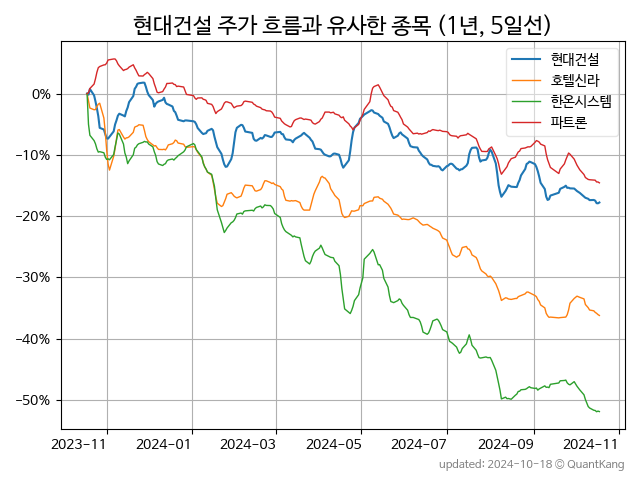 현대건설 주가 흐름과 유사한 종목 (1년, 5일선)
현대건설
호텔신라
한온시스템
파트론
0%
−10%
−20%
−30%
−40%
−50%
2023-11 2024-01 2024-03 2024-05 2024-07 2024-09 2024-11
updated: 2024-10-18 © QuantKang